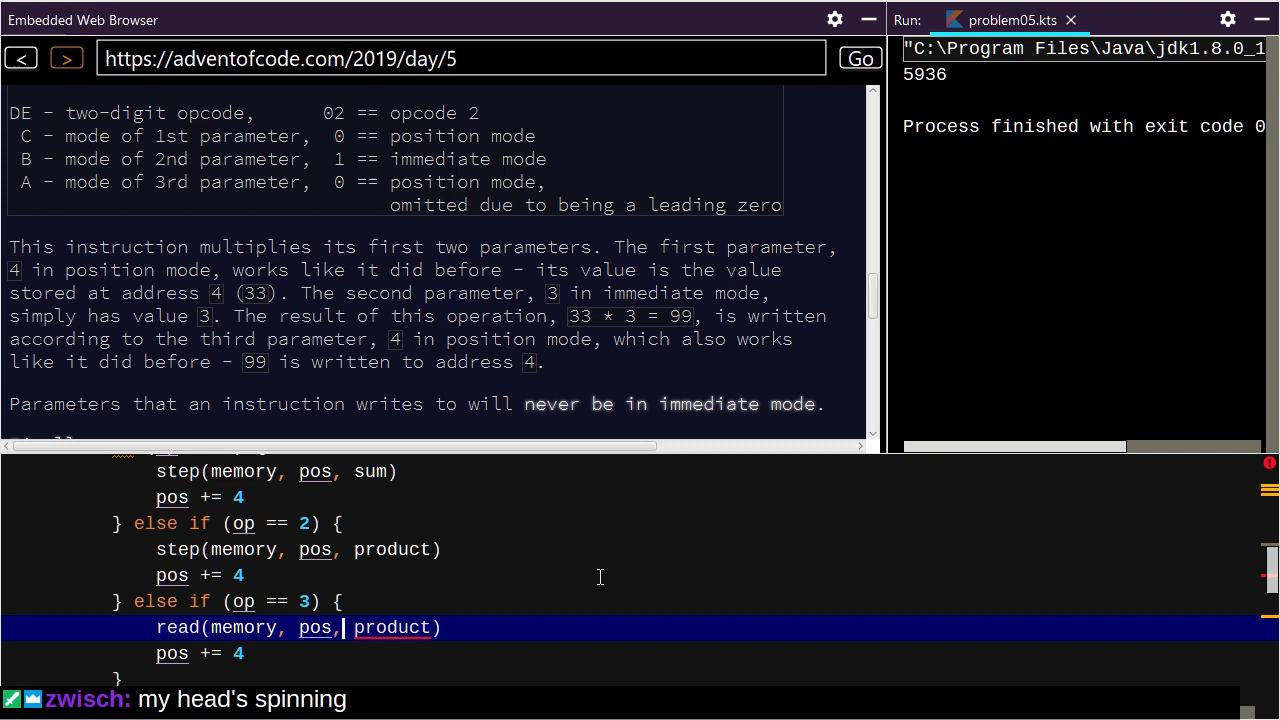 Embedded Web Browser
Run: problem05.kts
< > https://adventofcode.com/2019/day/5 Go
"C:\Program Files\Java\jdk1.8.0_1
5936
Process finished with exit code 0
DE - two-digit opcode,      02 == opcode 2
C - mode of 1st parameter,  0 == position mode
B - mode of 2nd parameter,  1 == immediate mode
A - mode of 3rd parameter,  0 == position mode,
omitted due to being a leading zero
This instruction multiplies its first two parameters. The first parameter,
4 in position mode, works like it did before - its value is the value
stored at address 4 (33). The second parameter, 3 in immediate mode,
simply has value 3. The result of this operation, 33 * 3 = 99, is written
according to the third parameter, 4 in position mode, which also works
like it did before - 99 is written to address 4.
Parameters that an instruction writes to will never be in immediate mode.
step(memory, pos, sum)
pos += 4
} else if (op == 2) {
step(memory, pos, product)
pos += 4
} else if (op == 3) {
read(memory, pos, product)
pos += 4
}
zwisch: my head's spinning